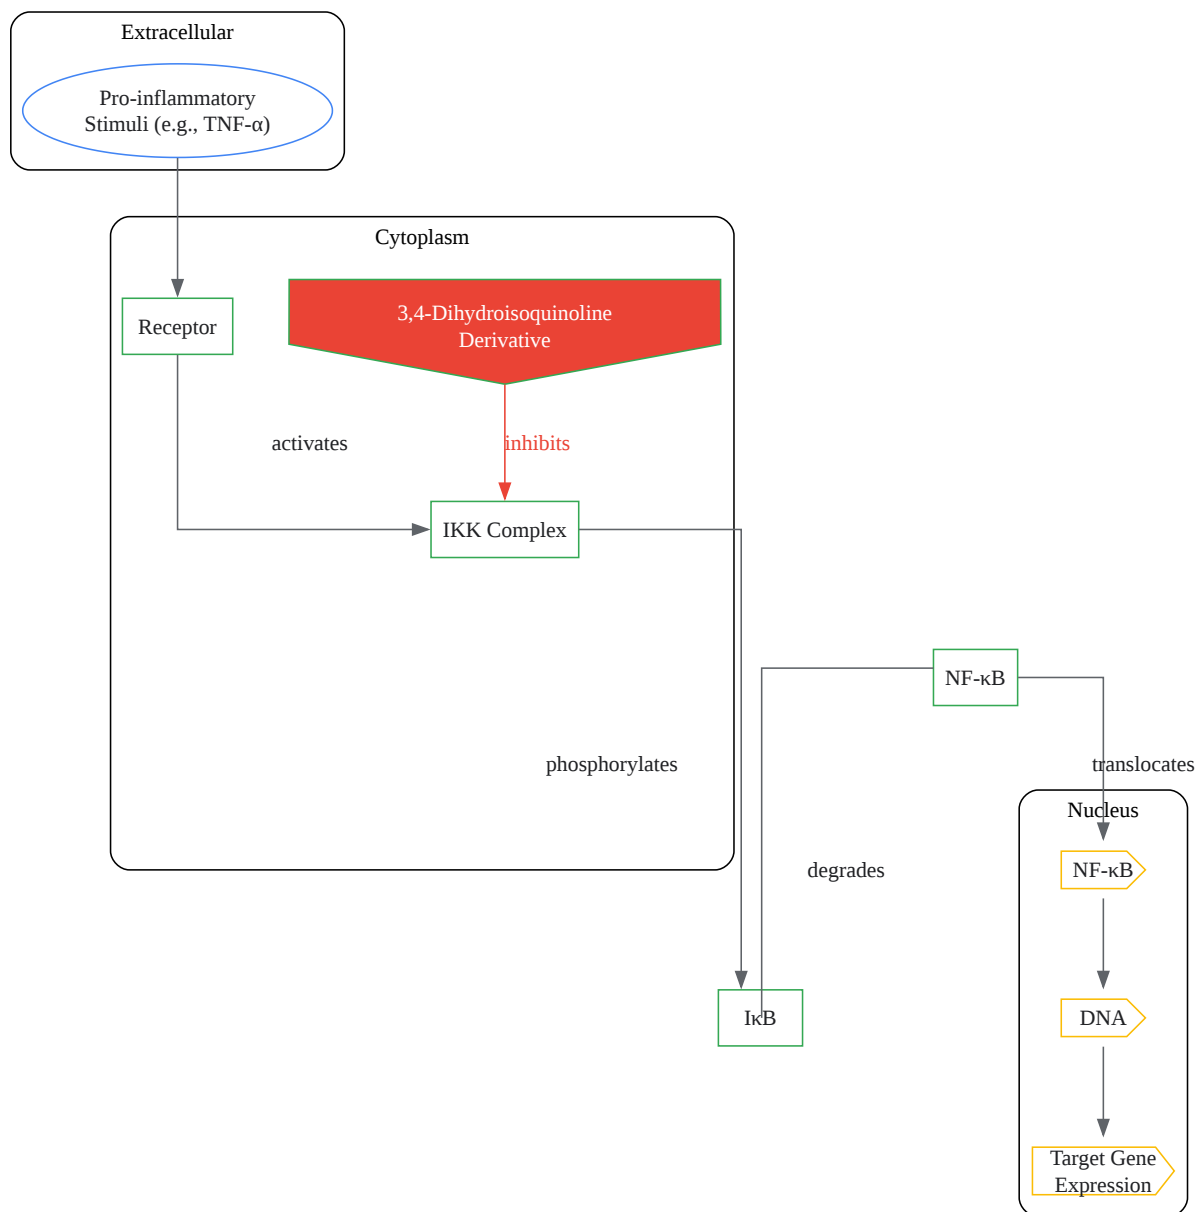 Extracellular
Pro-inflammatory
Stimuli (e.g., TNF-α)
Cytoplasm
Receptor
3,4-Dihydroisoquinoline
Derivative
activates
inhibits
IKK Complex
NF-κB
phosphorylates
translocates
Nucleus
degrades
NF-κB
IκB
DNA
Target Gene
Expression